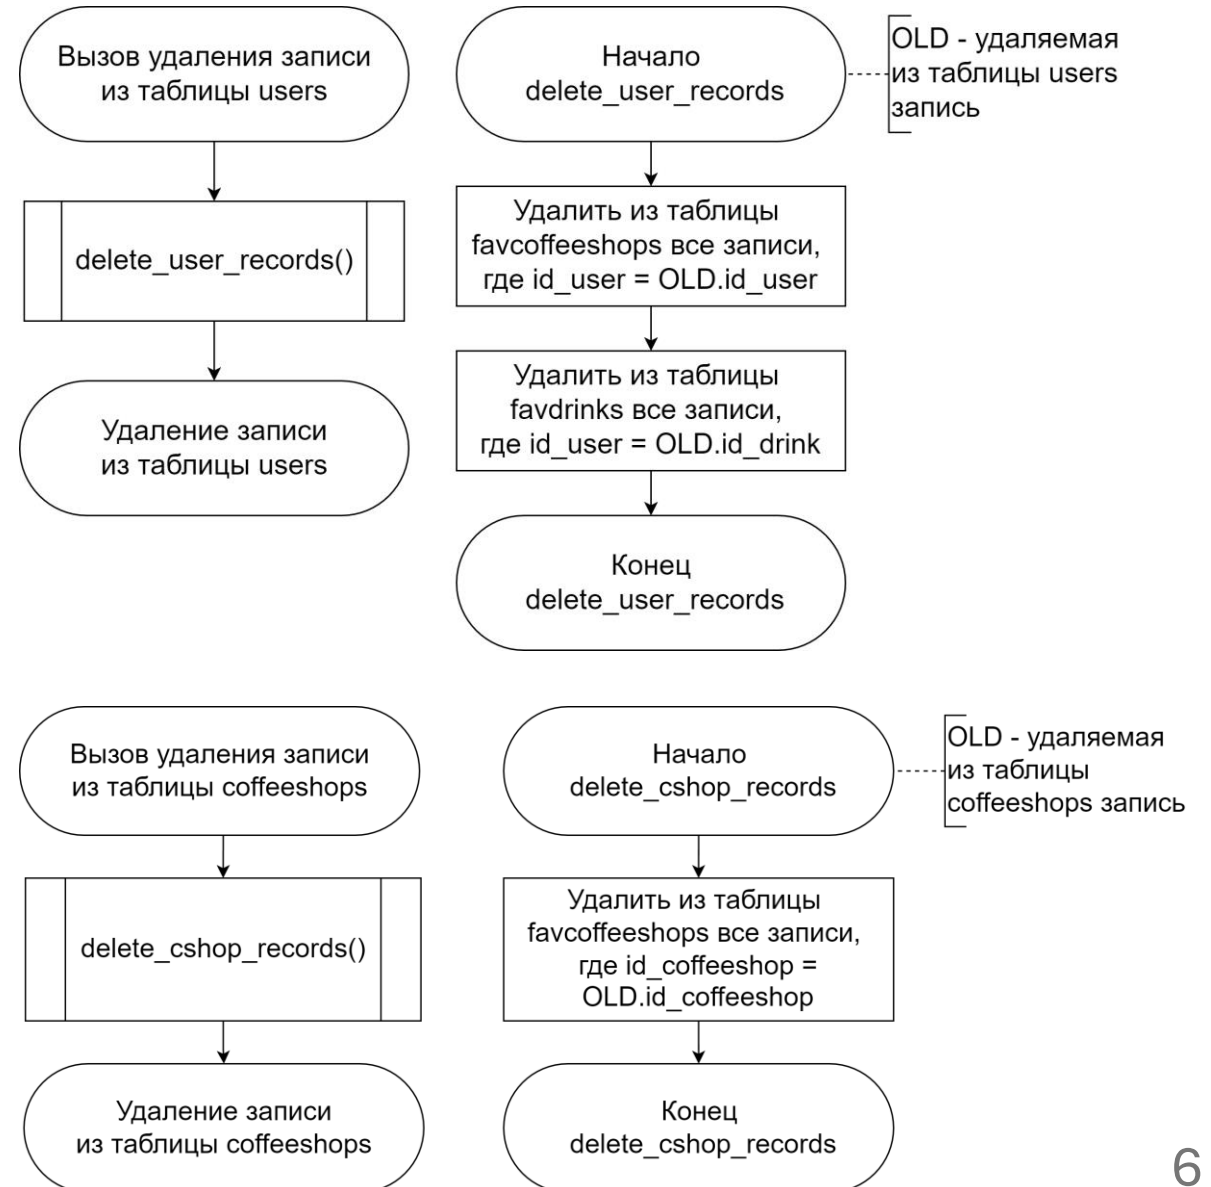 Вызов удаления записи
из таблицы users
delete_user_records()
Удаление записи
из таблицы users
Начало
delete_user_records
OLD - удаляемая
из таблицы users
запись
Удалить из таблицы
favcoffeeshops все записи,
где id_user = OLD.id_user
Удалить из таблицы
favdrinks все записи,
где id_user = OLD.id_drink
Конец
delete_user_records
Вызов удаления записи
из таблицы coffeeshops
delete_cshop_records()
Удаление записи
из таблицы coffeeshops
Начало
delete_cshop_records
OLD - удаляемая
из таблицы
coffeeshops запись
Удалить из таблицы
favcoffeeshops все записи,
где id_coffeeshop =
OLD.id_coffeeshop
Конец
delete_cshop_records
6